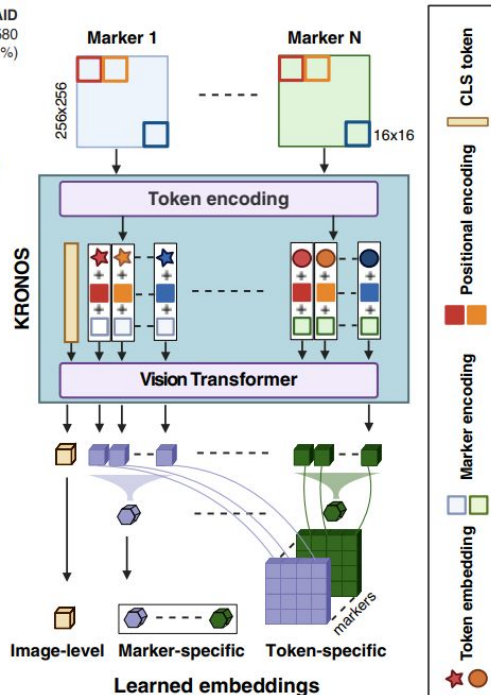 AID
580
%)
Marker 1
Marker N
256x256
16x16
KRONOS
Token encoding
Vision Transformer
markers
Image-level
Marker-specific
Token-specific
Learned embeddings
CLS token
Positional encoding
Marker encoding
Token embedding